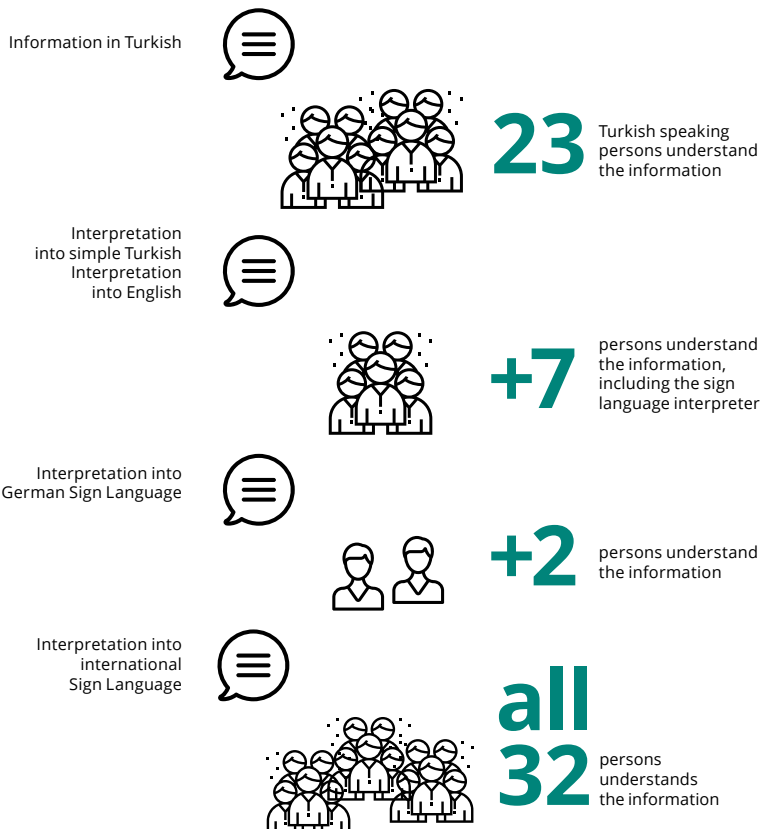 Information in Turkish
23
Turkish speaking
persons understand
the information
Interpretation
into simple Turkish
Interpretation
into English
+7
persons understand
the information,
including the sign
language interpreter
Interpretation into
German Sign Language
+2
persons understand
the information
Interpretation into
international
Sign Language
all
32
persons
understands
the information